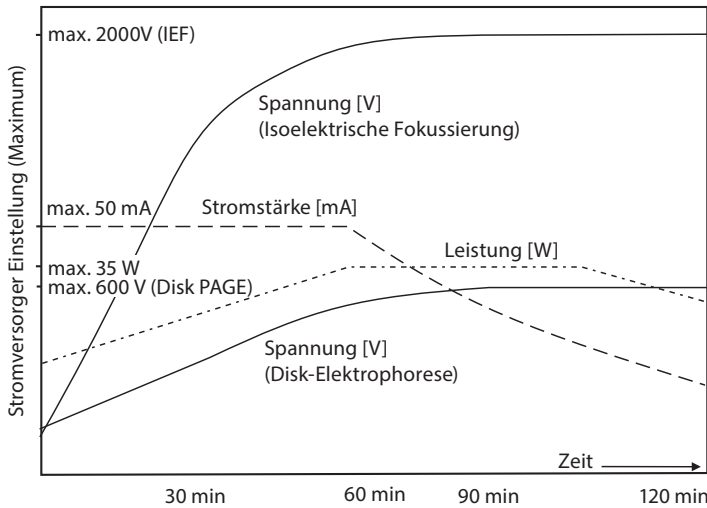 max. 2000V (IEF)
Spannung [V]
(Isoelektrische Fokussierung)
max. 50 mA
Stromstärke [mA]
Leistung [W]
max. 35 W
max. 600 V (Disk PAGE)
Spannung [V]
(Disk-Elektrophorese)
Stromversorger Einstellung (Maximum)
Zeit
30 min
60 min
90 min
120 min